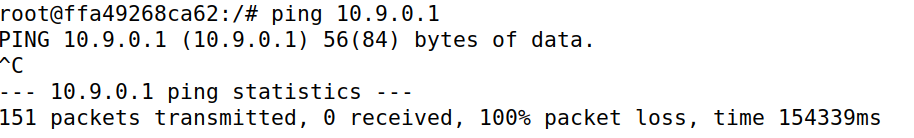 root@ffa49268ca62:/# ping 10.9.0.1
PING 10.9.0.1 (10.9.0.1) 56(84) bytes of data.
^C
--- 10.9.0.1 ping statistics ---
151 packets transmitted, 0 received, 100% packet loss, time 154339ms